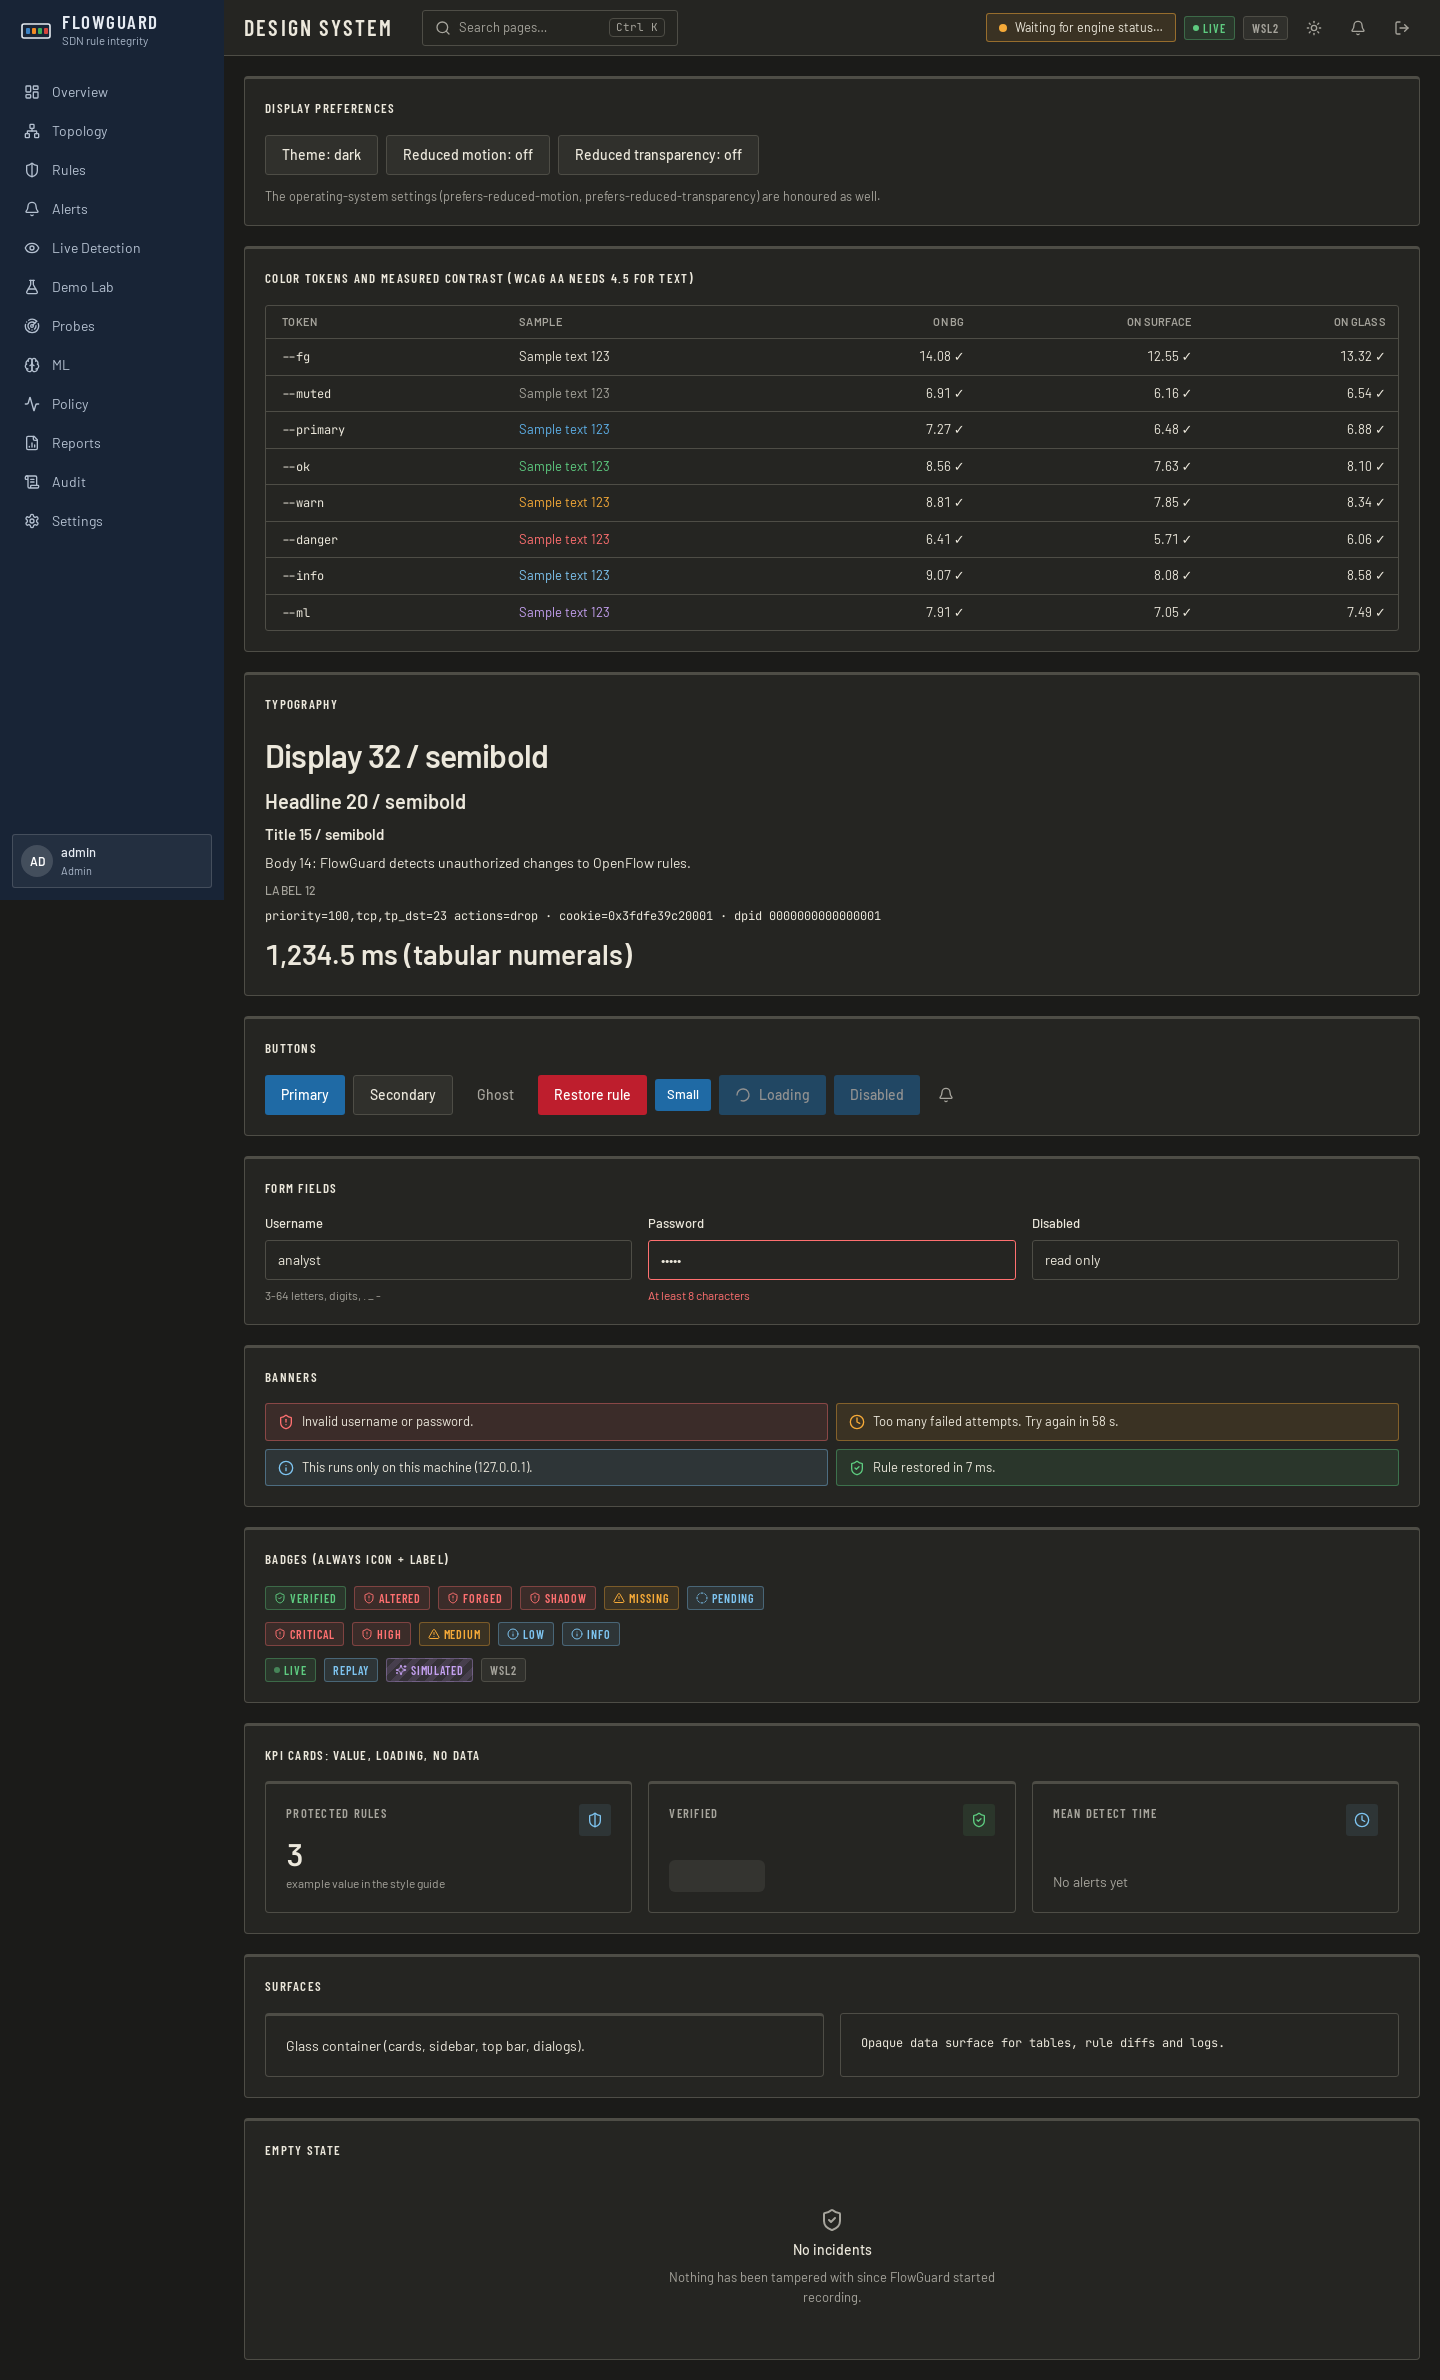 FLOWGUARD
SDN rule integrity
Overview
Topology
Rules
Alerts
Live Detection
Demo Lab
Probes
ML
Policy
Reports
Audit
Settings
AD
admin
Admin
DESIGN SYSTEM
Search pages...
Ctrl K
Waiting for engine status...
LIVE
WSL2
DISPLAY PREFERENCES
Theme: dark
Reduced motion: off
Reduced transparency: off
The operating-system settings (prefers-reduced-motion, prefers-reduced-transparency) are honoured as well.
COLOR TOKENS AND MEASURED CONTRAST (WCAG AA NEEDS 4.5 FOR TEXT)
TOKEN SAMPLE ON BG ON SURFACE ON GLASS
--fg Sample text 123 14.08 ✓ 12.55 ✓ 13.32 ✓
--muted Sample text 123 6.91 ✓ 6.16 ✓ 6.54 ✓
--primary Sample text 123 7.27 ✓ 6.48 ✓ 6.88 ✓
--ok Sample text 123 8.56 ✓ 7.63 ✓ 8.10 ✓
--warn Sample text 123 8.81 ✓ 7.85 ✓ 8.34 ✓
--danger Sample text 123 6.41 ✓ 5.71 ✓ 6.06 ✓
--info Sample text 123 9.07 ✓ 8.08 ✓ 8.58 ✓
--ml Sample text 123 7.91 ✓ 7.05 ✓ 7.49 ✓
TYPOGRAPHY
Display 32 / semibold
Headline 20 / semibold
Title 15 / semibold
Body 14: FlowGuard detects unauthorized changes to OpenFlow rules.
LABEL 12
priority=100,tcp,tp_dst=23 actions=drop · cookie=0x3fdfe39c20001 · dpid 0000000000000001
1,234.5 ms (tabular numerals)
BUTTONS
Primary
Secondary
Ghost
Restore rule
Small
Loading
Disabled
FORM FIELDS
Username Password Disabled
analyst ••••• read only
3-64 letters, digits, . _ -
At least 8 characters
BANNERS
Invalid username or password.
Too many failed attempts. Try again in 58 s.
This runs only on this machine (127.0.0.1).
Rule restored in 7 ms.
BADGES (ALWAYS ICON + LABEL)
VERIFIED ALTERED FORGED SHADOW MISSING PENDING
CRITICAL HIGH MEDIUM LOW INFO
LIVE REPLAY SIMULATED WSL2
KPI CARDS: VALUE, LOADING, NO DATA
PROTECTED RULES
3
example value in the style guide
VERIFIED
MEAN DETECT TIME
No alerts yet
SURFACES
Glass container (cards, sidebar, top bar, dialogs).
Opaque data surface for tables, rule diffs and logs.
EMPTY STATE
No incidents
Nothing has been tampered with since FlowGuard started
recording.